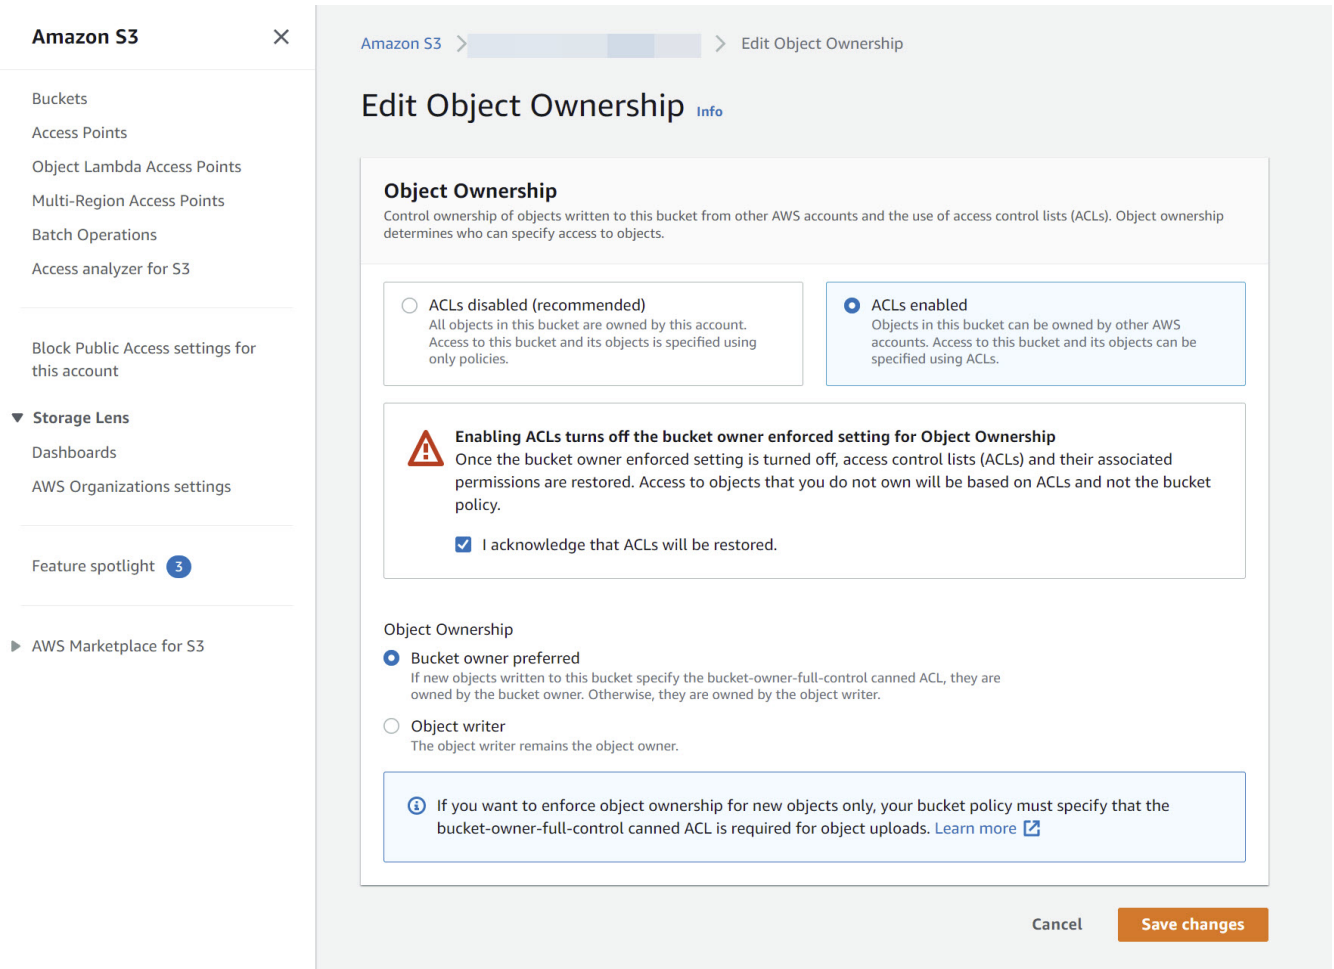 Amazon S3
Buckets
Access Points
Object Lambda Access Points
Multi-Region Access Points
Batch Operations
Access analyzer for S3
Block Public Access settings for
this account
Storage Lens
Dashboards
AWS Organizations settings
Feature spotlight 3
AWS Marketplace for S3
Amazon S3 > > Edit Object Ownership
Edit Object Ownership Info
Object Ownership
Control ownership of objects written to this bucket from other AWS accounts and the use of access control lists (ACLs). Object ownership
determines who can specify access to objects.
ACLs disabled (recommended)
All objects in this bucket are owned by this account.
Access to this bucket and its objects is specified using
only policies.
ACLs enabled
Objects in this bucket can be owned by other AWS
accounts. Access to this bucket and its objects can be
specified using ACLs.
Enabling ACLs turns off the bucket owner enforced setting for Object Ownership
Once the bucket owner enforced setting is turned off, access control lists (ACLs) and their associated
permissions are restored. Access to objects that you do not own will be based on ACLs and not the bucket
policy.
I acknowledge that ACLs will be restored.
Object Ownership
Bucket owner preferred
If new objects written to this bucket specify the bucket-owner-full-control canned ACL, they are
owned by the bucket owner. Otherwise, they are owned by the object writer.
Object writer
The object writer remains the object owner.
If you want to enforce object ownership for new objects only, your bucket policy must specify that the
bucket-owner-full-control canned ACL is required for object uploads. Learn more
Cancel
Save changes